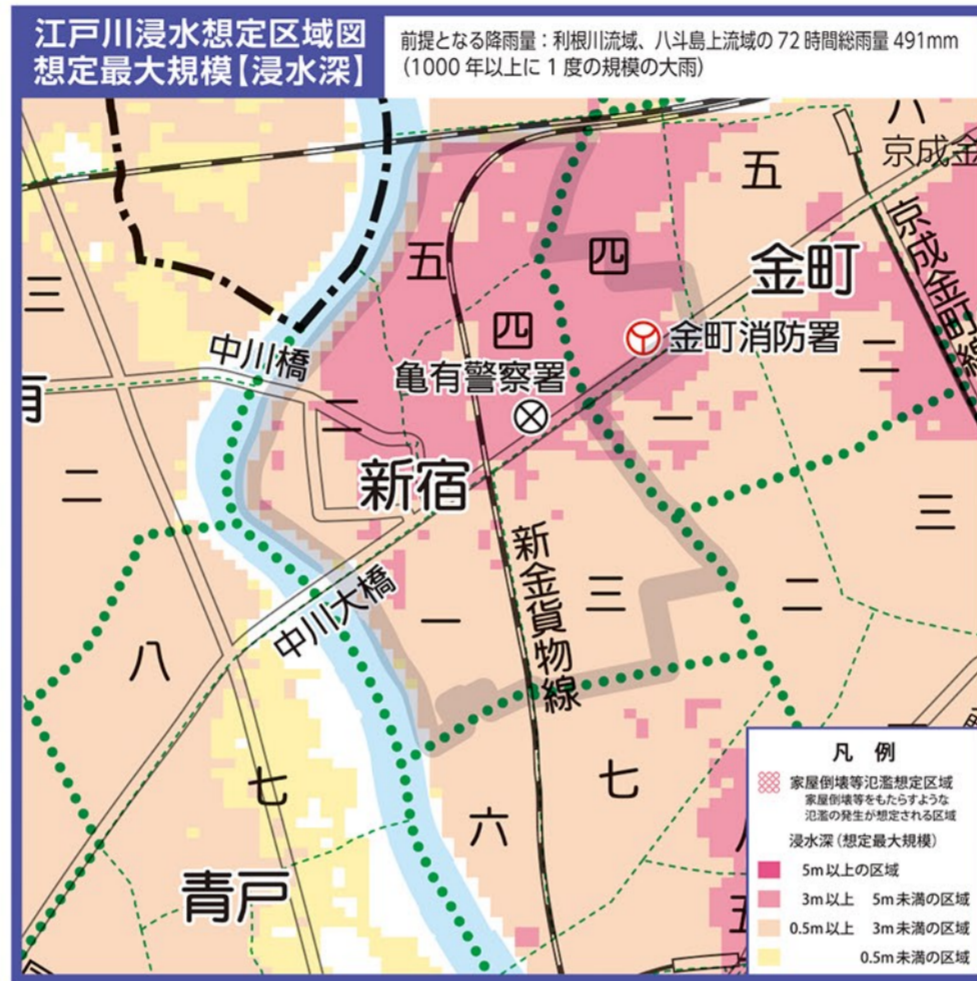 江戸川浸水想定区域図
想定最大規模【浸水深】
前提となる降雨量：利根川流域、八斗島上流域の72時間総雨量491mm
（1000年以上に1度の規模の大雨）
六
京成金
五
京成金町線
四
金町
五
三
四
金町消防署
中川橋
亀有警察署
二
二
一
二
新宿
三
新金貨物線
中川大橋
三
二
一
八
七
七
六
青戸
凡 例
家屋倒壊等氾濫想定区域
家屋倒壊等をもたらすような
氾濫の発生が想定される区域
浸水深（想定最大規模）
5m以上の区域
3m以上 5m未満の区域
0.5m以上 3m未満の区域
0.5m未満の区域